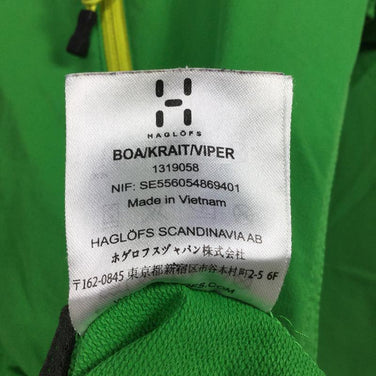 HAGLÖFS
BOA/KRAIT/VIPER
1319058
NIF: SE556054869401
Made in Vietnam
HAGLÖFS SCANDINAVIA AB
ホグロフスジャパン株式会社
〒162-0845 東京都新宿区市谷本村町2-5 6F